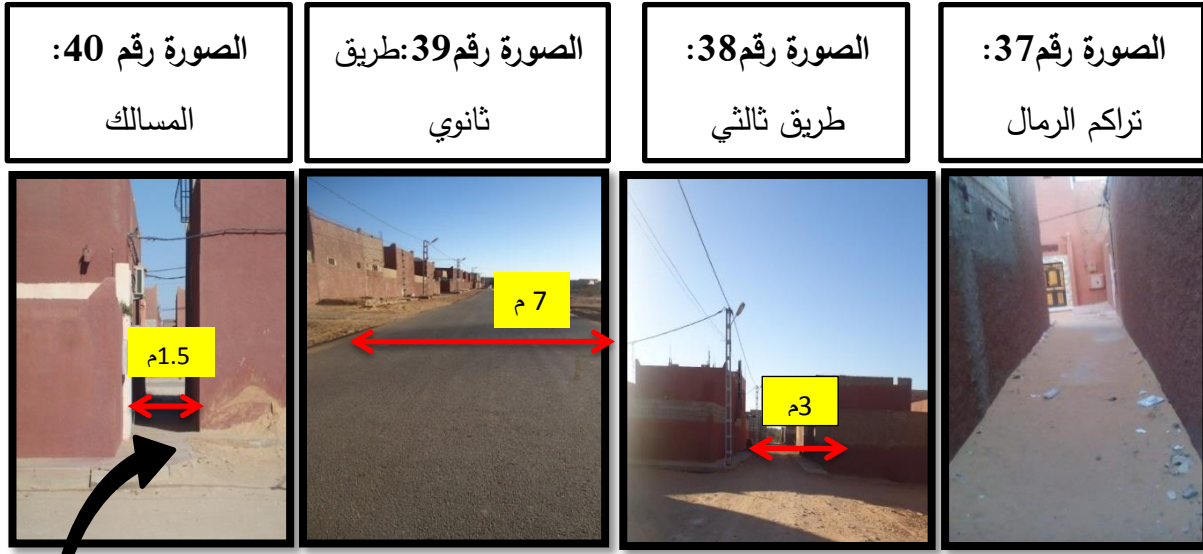 الصورة رقم37:
تراكم الرمال
الصورة رقم38:
طريق ثالثي
الصورة رقم39:طريق
ثانوي
الصورة رقم 40:
المسالك
3م
7 م
1.5م